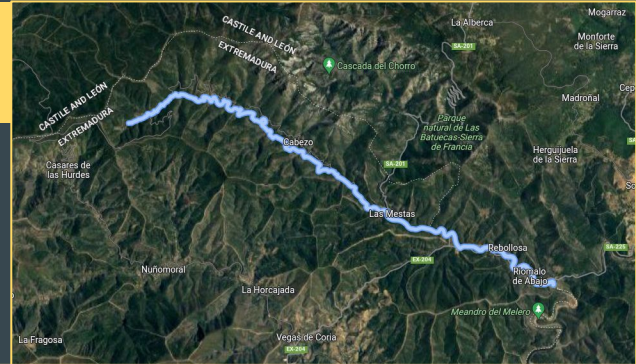 Mogarraz
La Alberca
Monforte
de la Sierra
CASTILE AND LEÓN
EXTREMADURA
SA-201
Cascada del Chorro
Madroñal
CASTILE AND LEÓN
EXTREMADURA
Parque
natural de Las
Batuecas-Sierra
de Francia
Cabezo
Herguijuela
de la Sierra
Casares de
las Hurdes
SA-201
Las Mestas
Rebollosa
SA-225
EX-204
Nuñomoral
Riomalo
de Abajo
La Horcajada
Meandro del Melero
Vegas de Coria
EX-204
La Fragosa